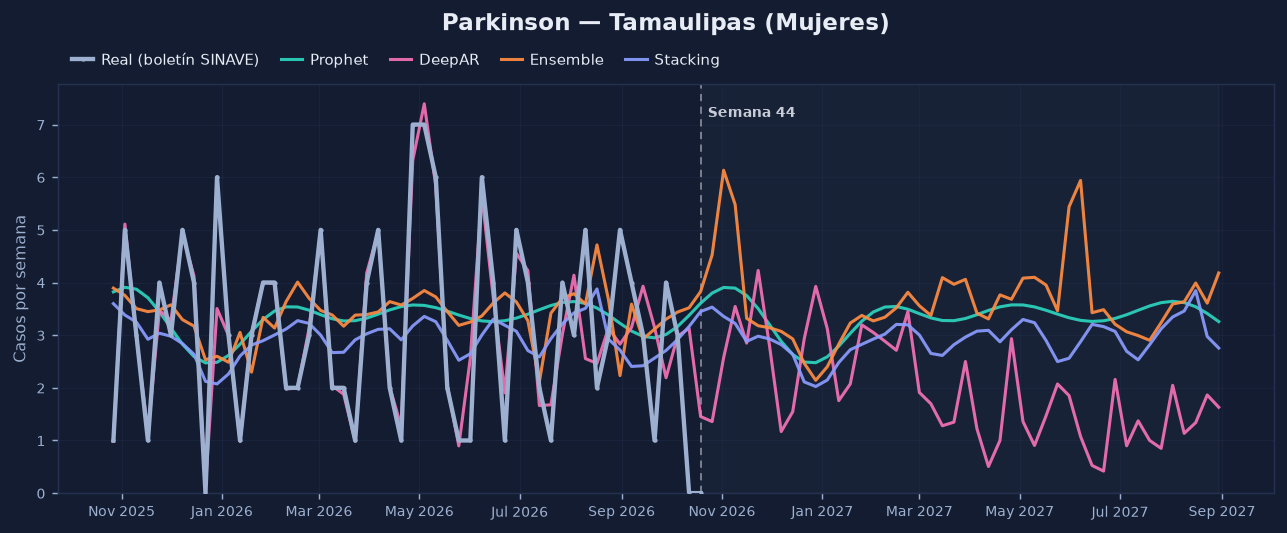 Parkinson — Tamaulipas (Mujeres)
Real (boletín SINAVE) Prophet DeepAR Ensemble Stacking
Semana 44
Casos por semana
7
6
5
4
3
2
1
0
Nov 2025 Jan 2026 Mar 2026 May 2026 Jul 2026 Sep 2026 Nov 2026 Jan 2027 Mar 2027 May 2027 Jul 2027 Sep 2027